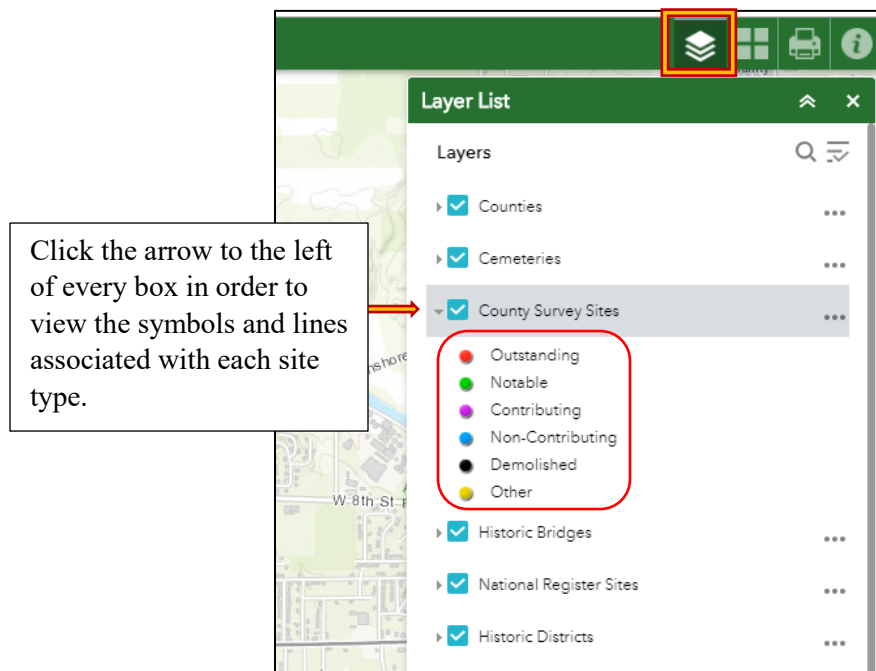 Layer List
Layers
Counties
Cemeteries
Click the arrow to the left
of every box in order to
view the symbols and lines
associated with each site
type.
County Survey Sites
Outstanding
Notable
Contributing
Non-Contributing
Demolished
Other
W 8th St
Historic Bridges
National Register Sites
Historic Districts